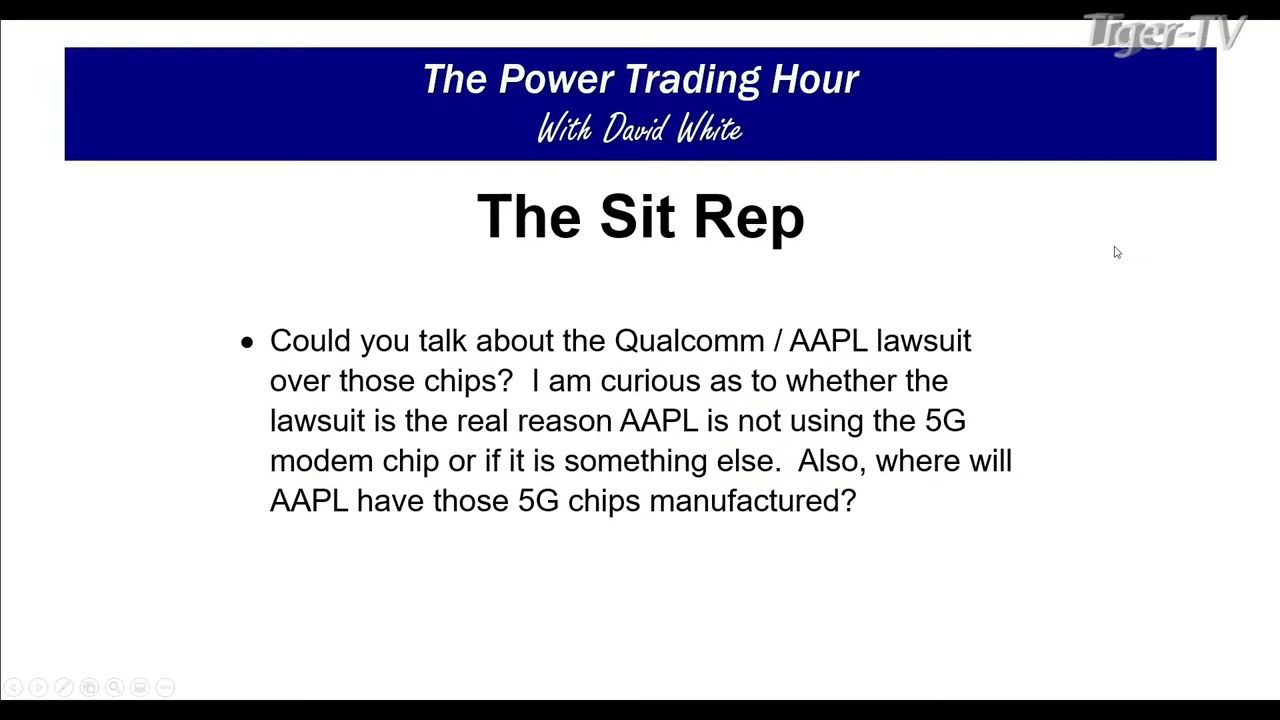 Tiger-TV
The Power Trading Hour
With David White
The Sit Rep
• Could you talk about the Qualcomm / AAPL lawsuit
over those chips?  I am curious as to whether the
lawsuit is the real reason AAPL is not using the 5G
modem chip or if it is something else.  Also, where will
AAPL have those 5G chips manufactured?